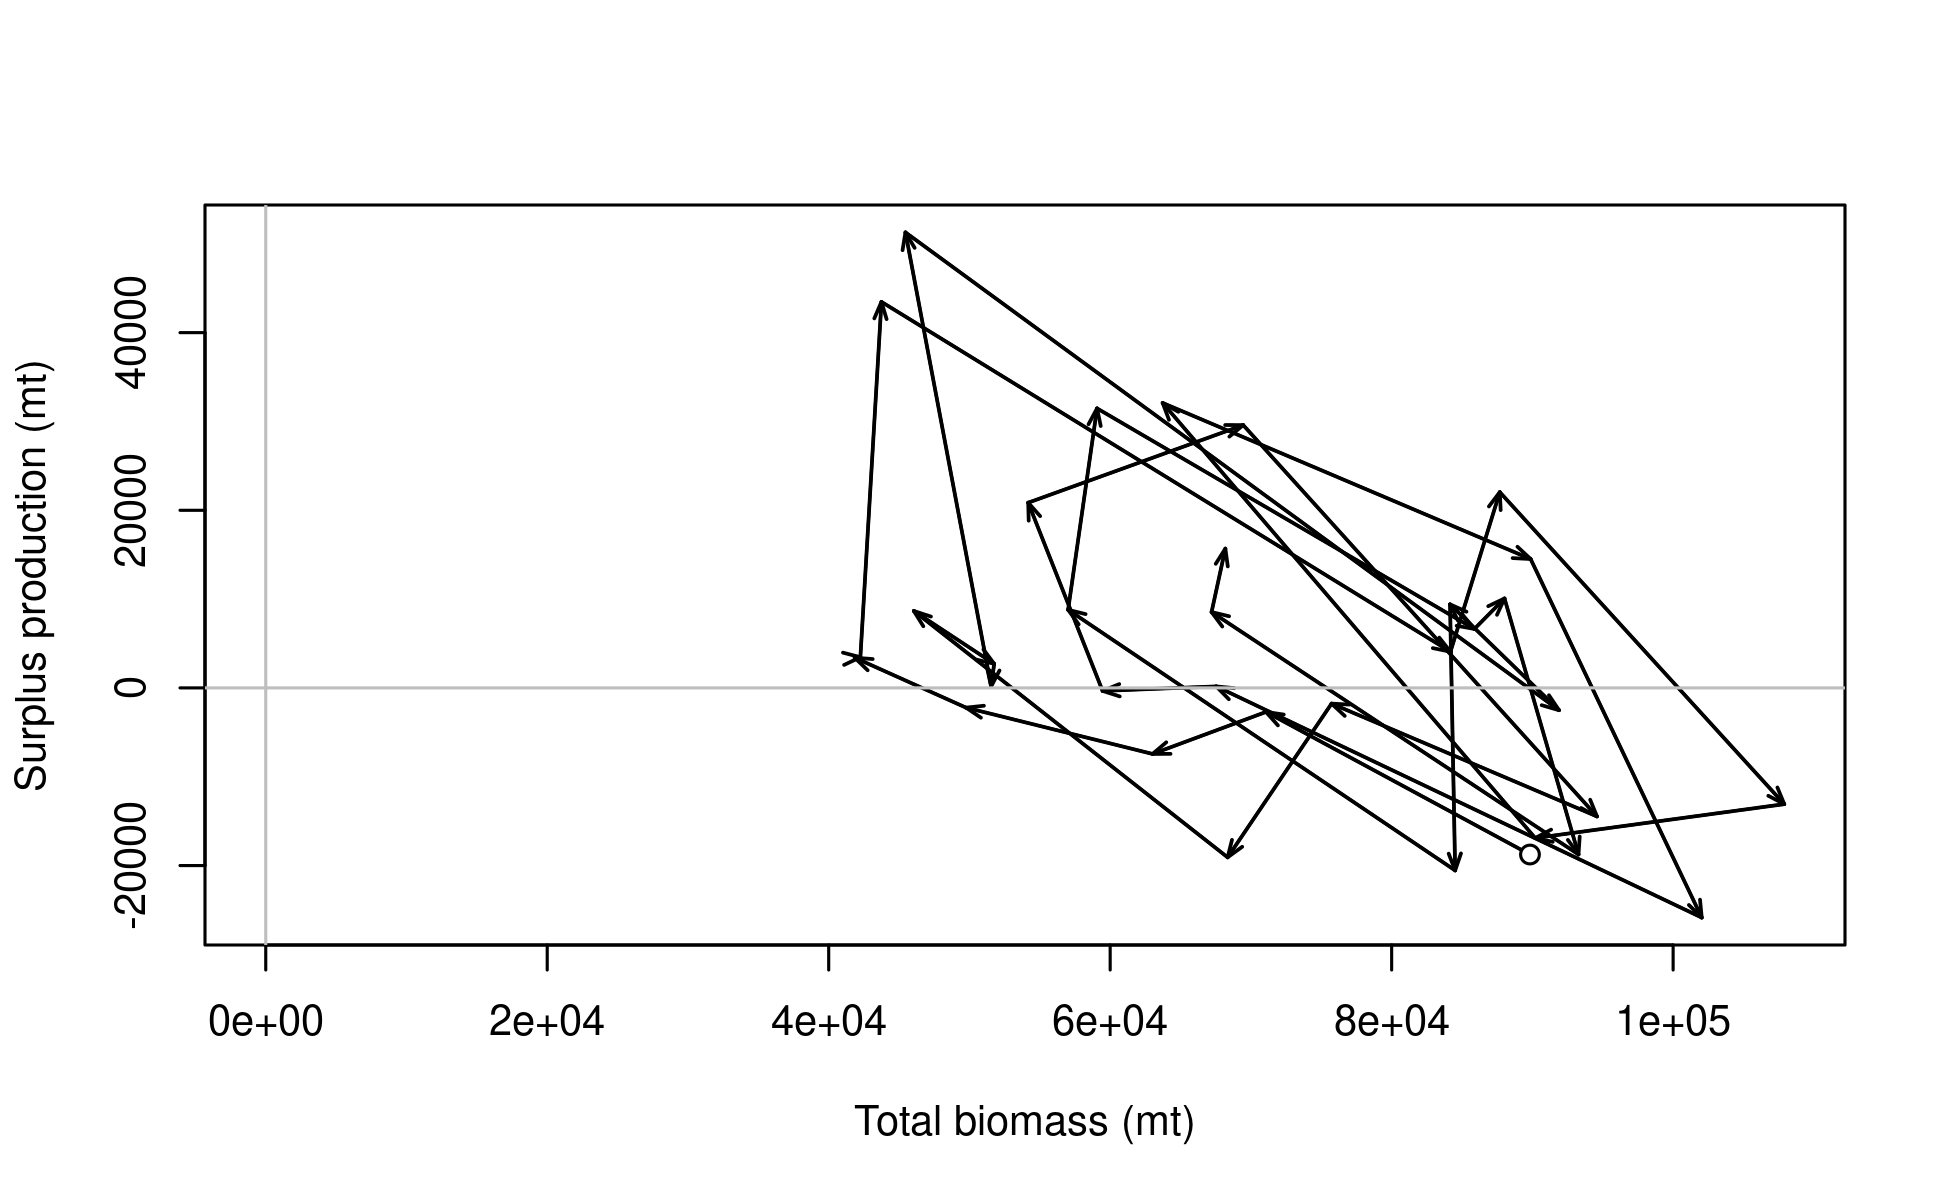 Surplus production (mt)
40000
20000
0
-20000
0e+00 2e+04 4e+04 6e+04 8e+04 1e+05
Total biomass (mt)